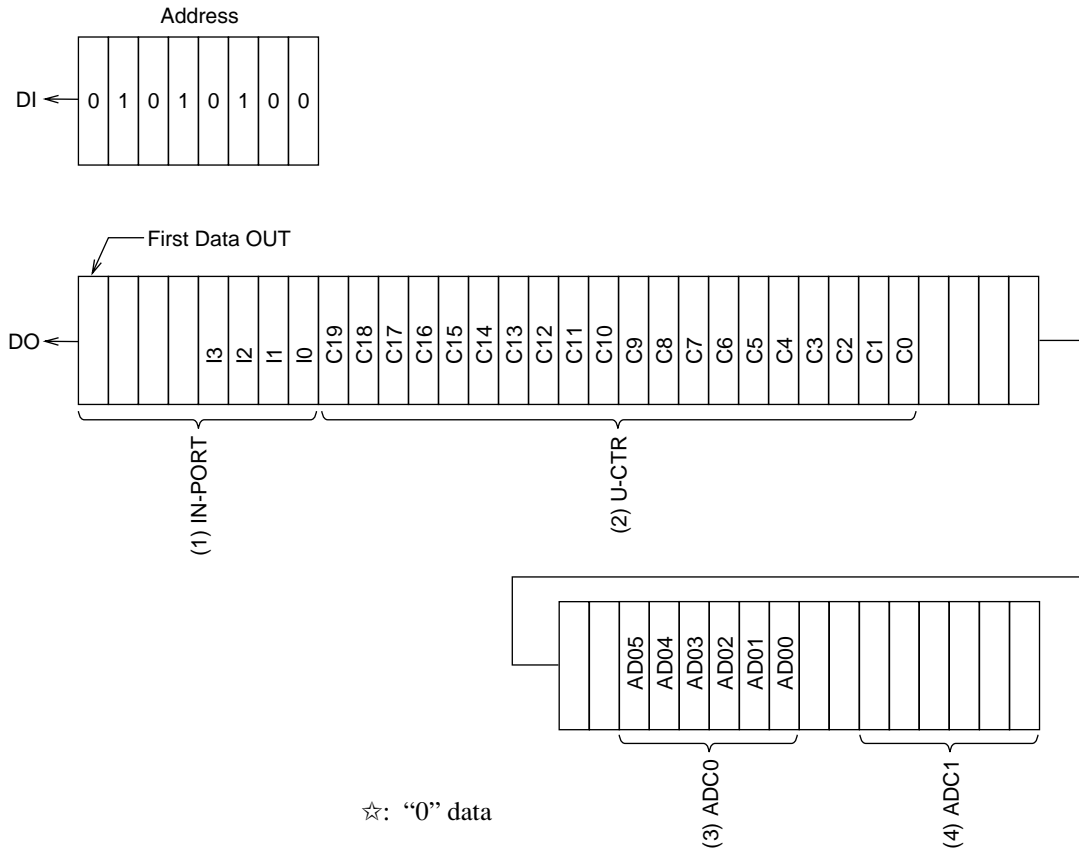 Address
DI
0 1 0 1 0 1 0 0
First Data OUT
DO
I3 I2 I1 I0 C19 C18 C17 C16 C15 C14 C13 C12 C11 C10 C9 C8 C7 C6 C5 C4 C3 C2 C1 C0
(1) IN-PORT
(2) U-CTR
AD05 AD04 AD03 AD02 AD01 AD00
(3) ADC0
(4) ADC1
☆: “0” data